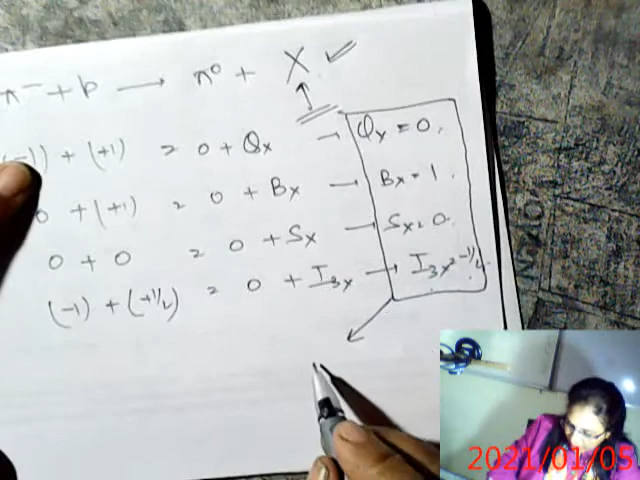 π⁻ + p ⟶ π⁰ + X ✓
(-1) + (+1) = 0 + Qx → Qx = 0.
0 + (+1) = 0 + Bx → Bx = 1.
0 + 0 = 0 + Sx → Sx = 0.
(-1) + (+1/2) = 0 + I3x → I3x = -1/2.
2021/01/05